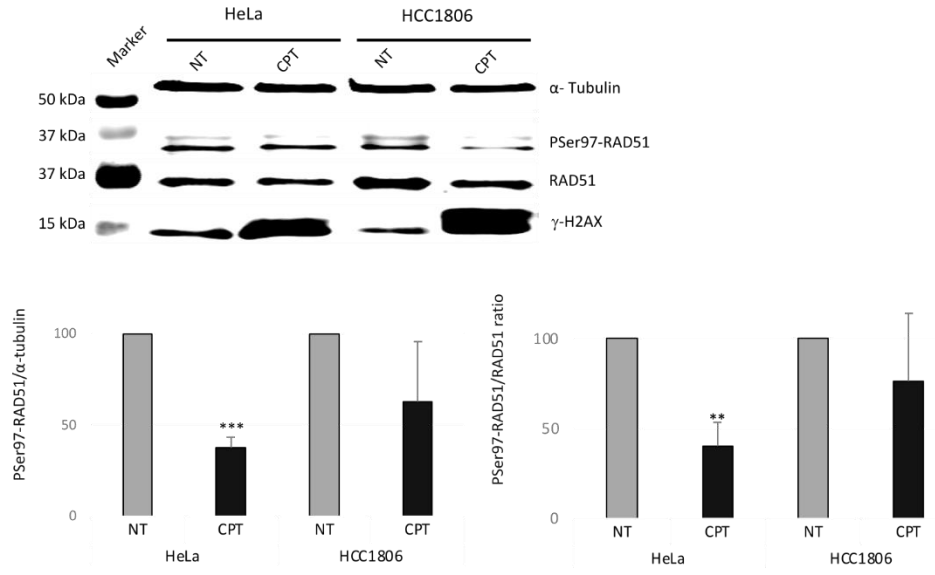 HeLa
HCC1806
Marker
NT
CPT
NT
CPT
α- Tubulin
50 kDa
37 kDa
PSer97-RAD51
37 kDa
RAD51
15 kDa
γ-H2AX
PSer97-RAD51/α-tubulin
100
50
0
***
NT
CPT
NT
CPT
HeLa
HCC1806
PSer97-RAD51/RAD51 ratio
100
50
0
**
NT
CPT
NT
CPT
HeLa
HCC1806